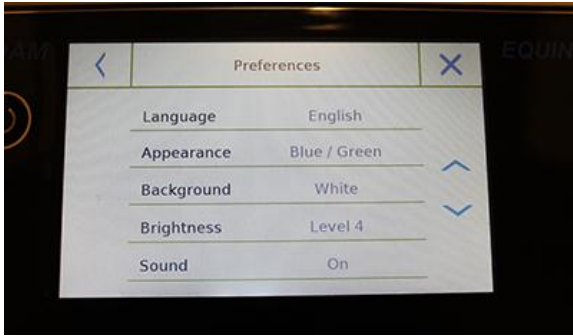 Preferences
Language English
Appearance Blue / Green
Background White
Brightness Level 4
Sound On